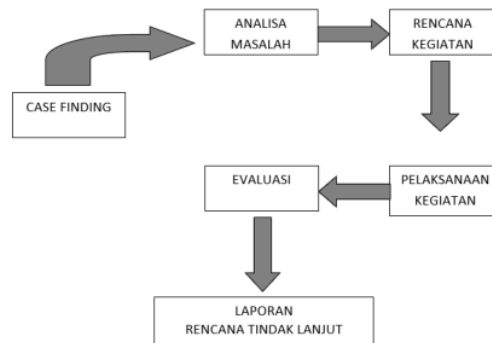 CASE FINDING
ANALISA
MASALAH
RENCANA
KEGIATAN
PELAKSANAAN
KEGIATAN
EVALUASI
LAPORAN
RENCANA TINDAK LANJUT